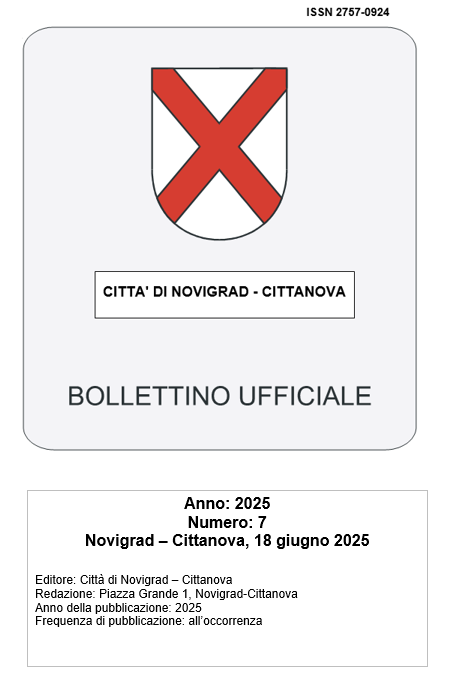 ISSN 2757-0924
CITTA' DI NOVIGRAD - CITTANOVA
BOLLETTINO UFFICIALE
Anno: 2025
Numero: 7
Novigrad – Cittanova, 18 giugno 2025
Editore: Città di Novigrad – Cittanova
Redazione: Piazza Grande 1, Novigrad-Cittanova
Anno della pubblicazione: 2025
Frequenza di pubblicazione: all’occorrenza